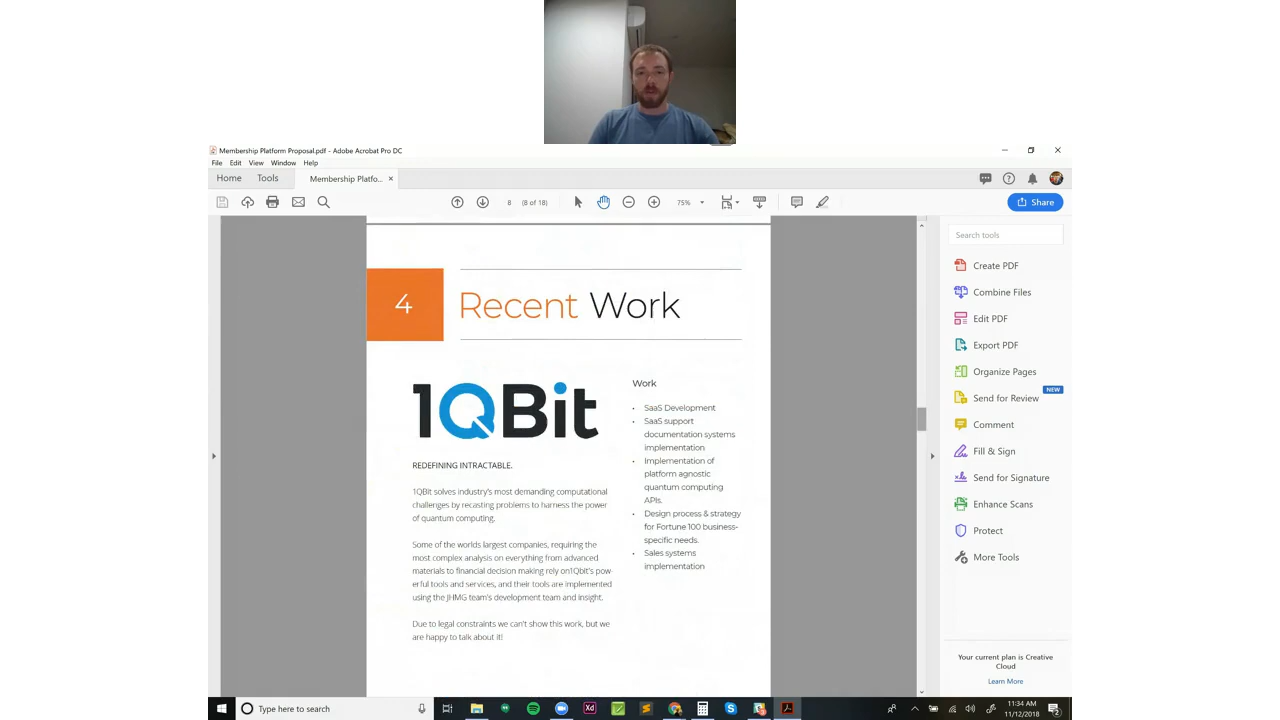 Membership Platform Proposal.pdf - Adobe Acrobat Pro DC
File Edit View Window Help
Home Tools Membership Platfo... ×
8 (8 of 18) 75% Share
Search tools
Create PDF
Combine Files
Edit PDF
Export PDF
Organize Pages
NEW
Send for Review
Comment
Fill & Sign
Send for Signature
Enhance Scans
Protect
More Tools
Your current plan is Creative
Cloud
Learn More
4 Recent Work
1QBit
REDEFINING INTRACTABLE.
1QBit solves industry's most demanding computational
challenges by recasting problems to harness the power
of quantum computing.
Some of the worlds largest companies, requiring the
most complex analysis on everything from advanced
materials to financial decision making rely on1Qbit's pow-
erful tools and services, and their tools are implemented
using the JHMG team's development team and insight.
Due to legal constraints we can't show this work, but we
are happy to talk about it!
Work
• SaaS Development
• SaaS support
documentation systems
implementation
• Implementation of
platform agnostic
quantum computing
APIs.
• Design process & strategy
for Fortune 100 business-
specific needs.
• Sales systems
implementation
Type here to search
Xd
11:34 AM
11/12/2018
2